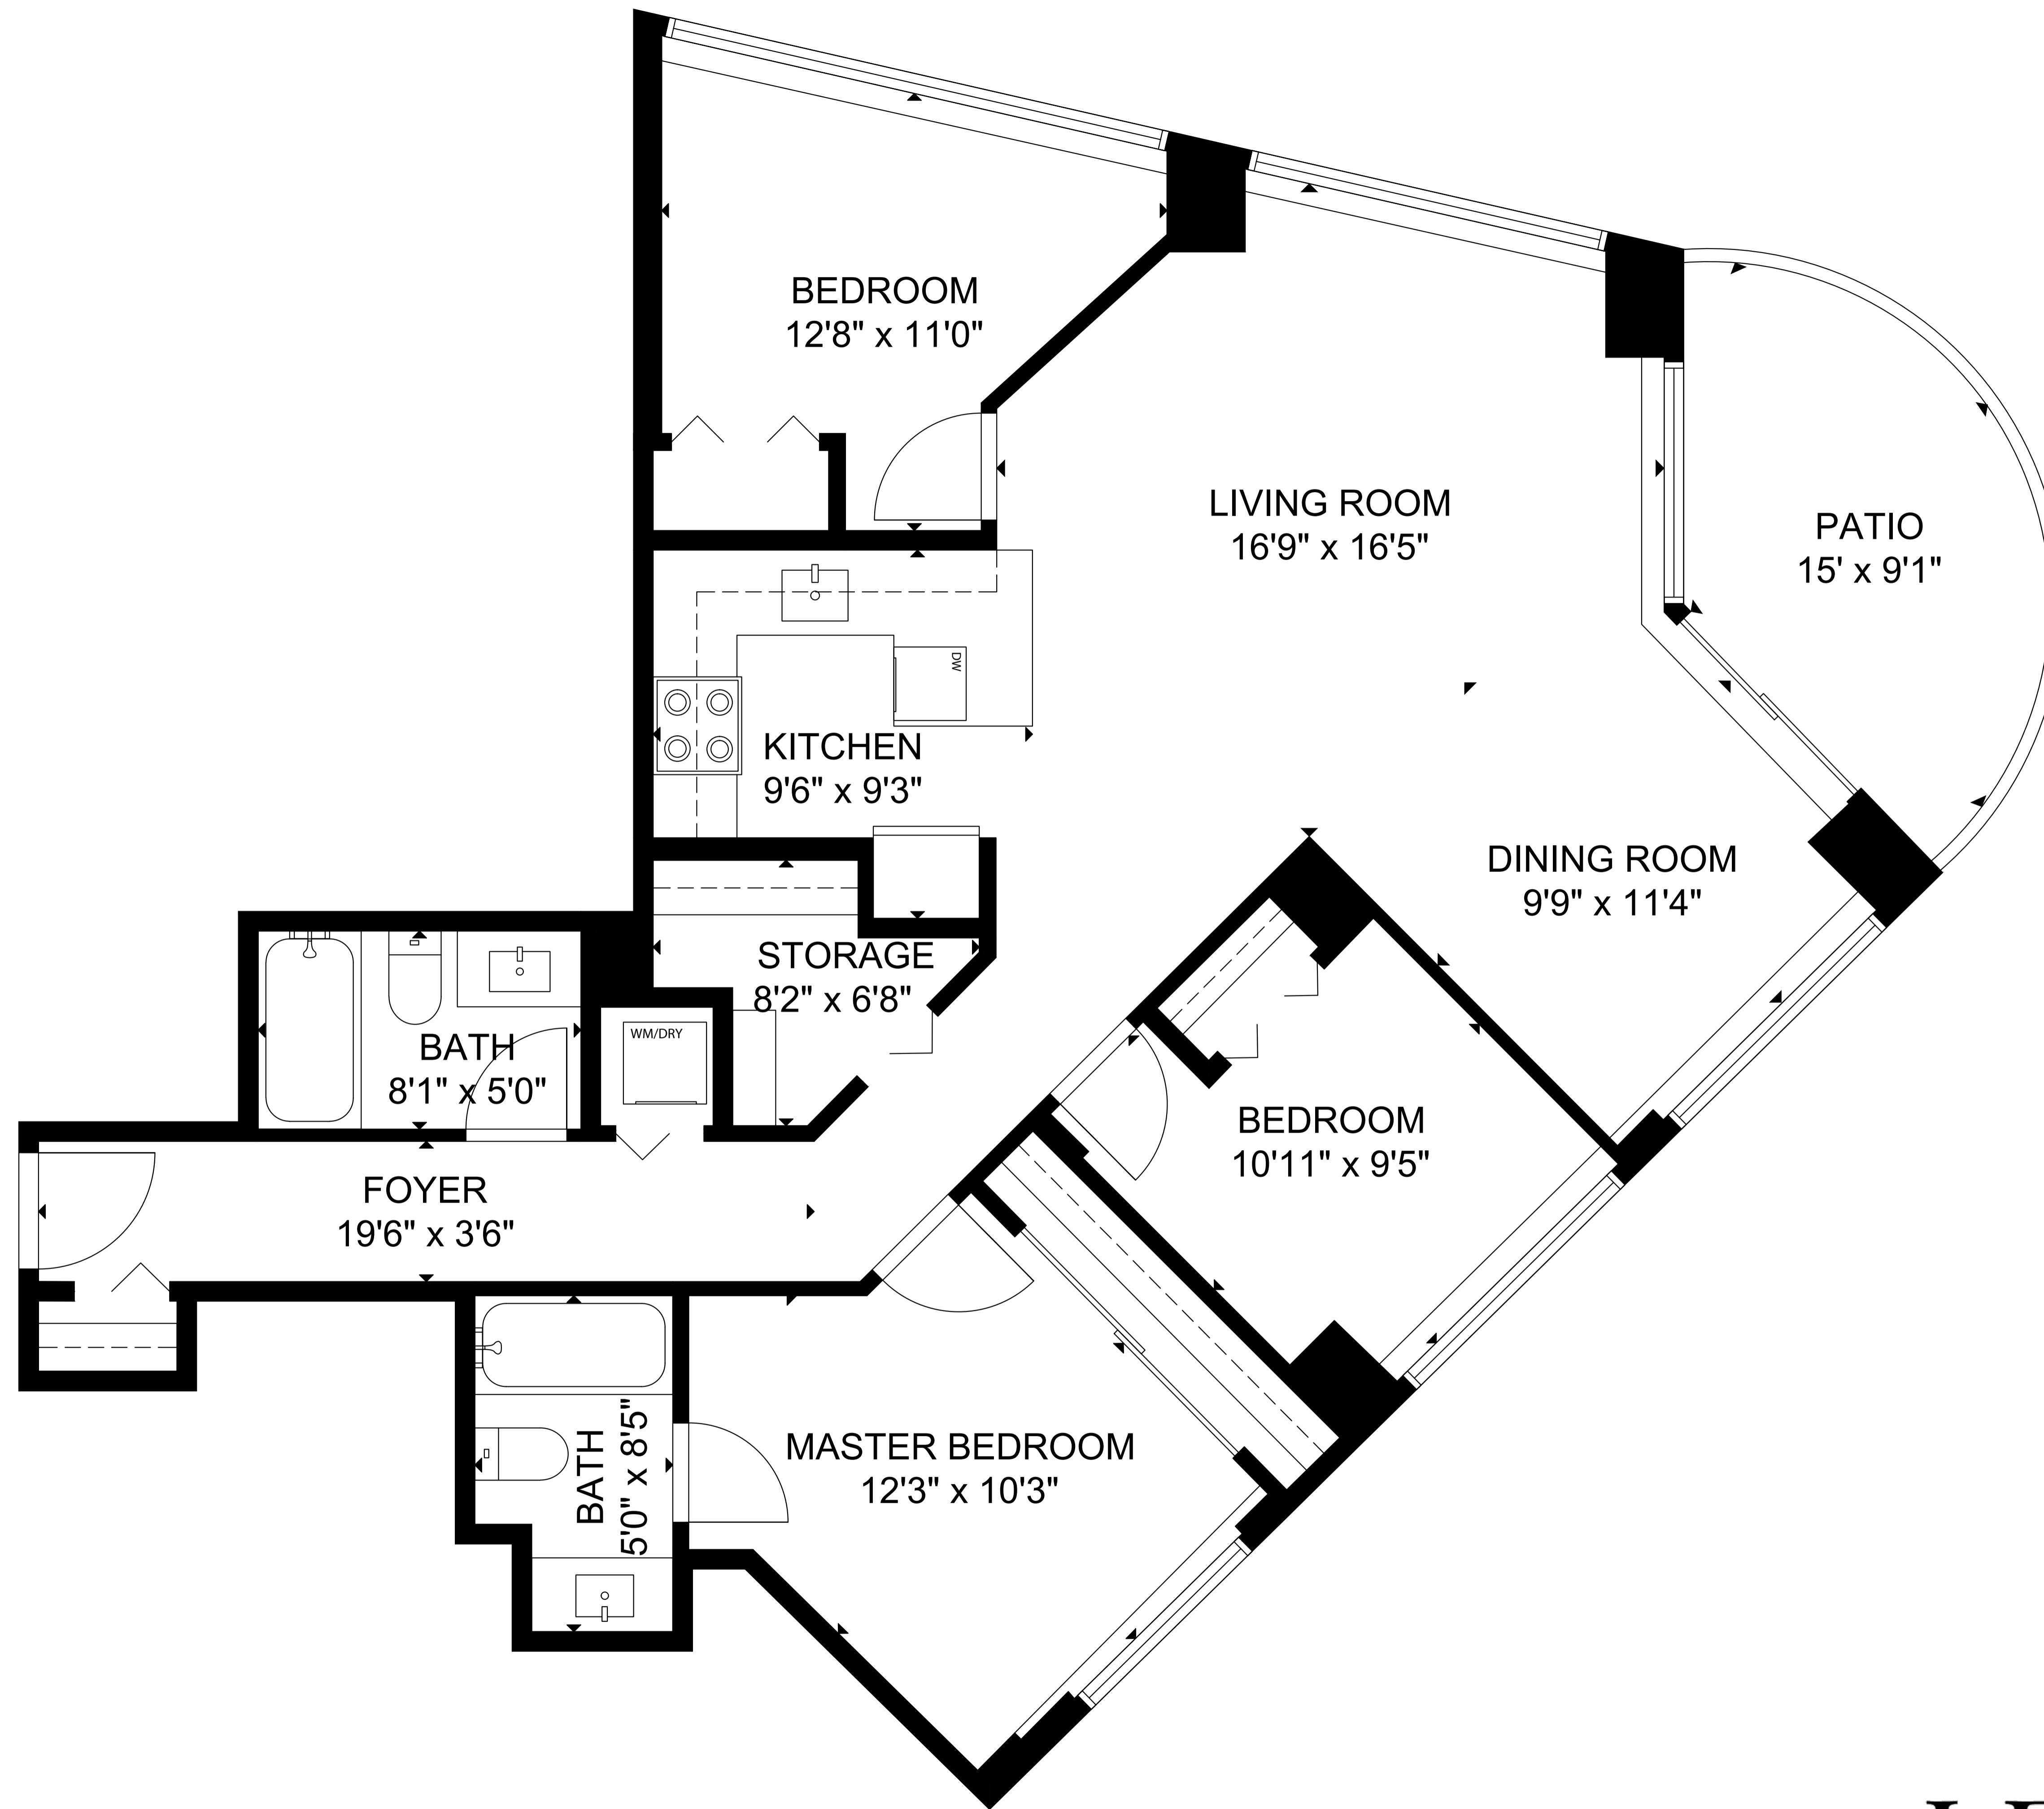 BEDROOM
12'8" x 11'0"
LIVING ROOM
16'9" x 16'5"
PATIO
15' x 9'1"
DW
KITCHEN
9'6" x 9'3"
DINING ROOM
9'9" x 11'4"
STORAGE
8'2" x 6'8"
WM/DRY
BATH
8'1" x 5'0"
BEDROOM
10'11" x 9'5"
FOYER
19'6" x 3'6"
MASTER BEDROOM
12'3" x 10'3"
BATH
5'0" x 8'5"